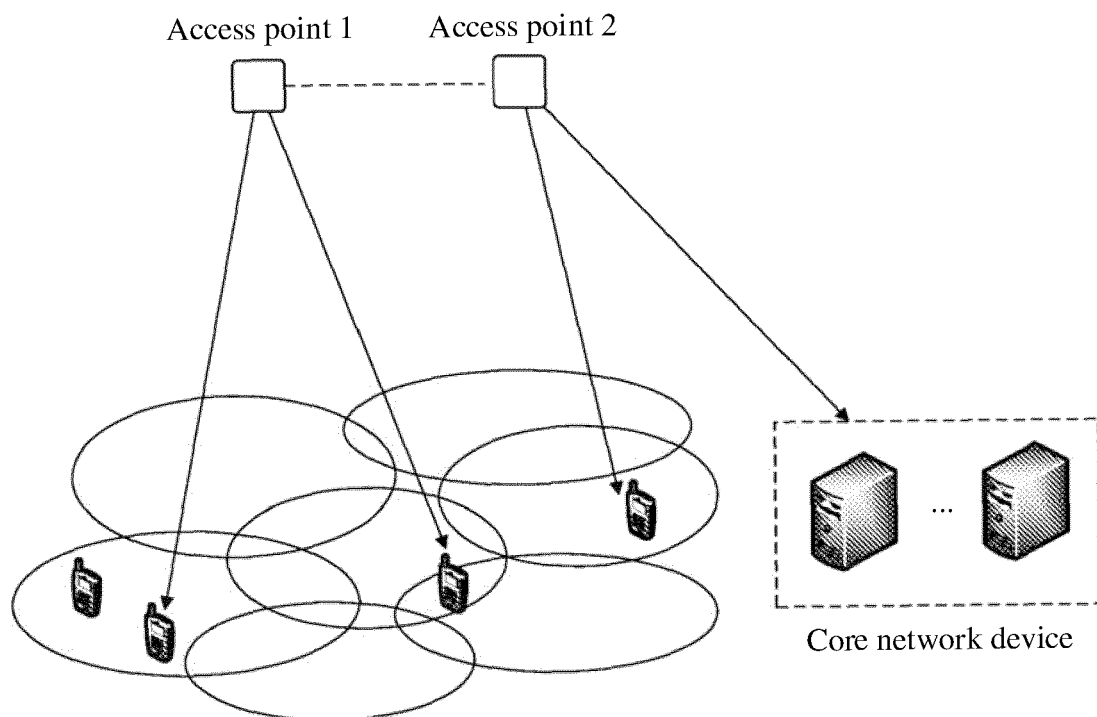 Access point 1
Access point 2
...
Core network device